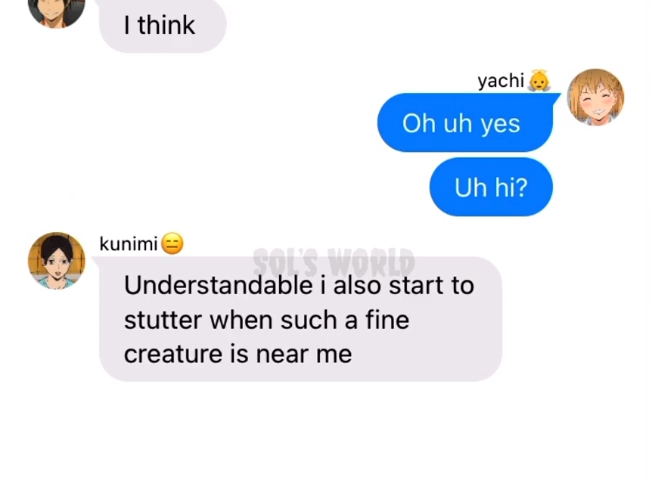 I think
yachi👼
Oh uh yes
Uh hi?
kunimi😑
SOL'S WORLD
Understandable i also start to
stutter when such a fine
creature is near me